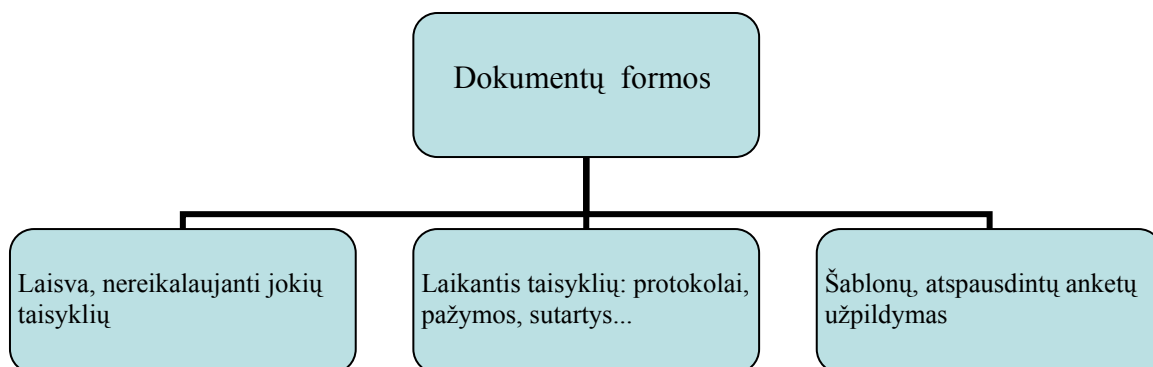 Dokumentų formos
Laisva, nereikalaujanti jokių
taisyklių
Laikantis taisyklių: protokolai,
pažymos, sutartys...
Šablonų, atspausdintų anketų
užpildymas